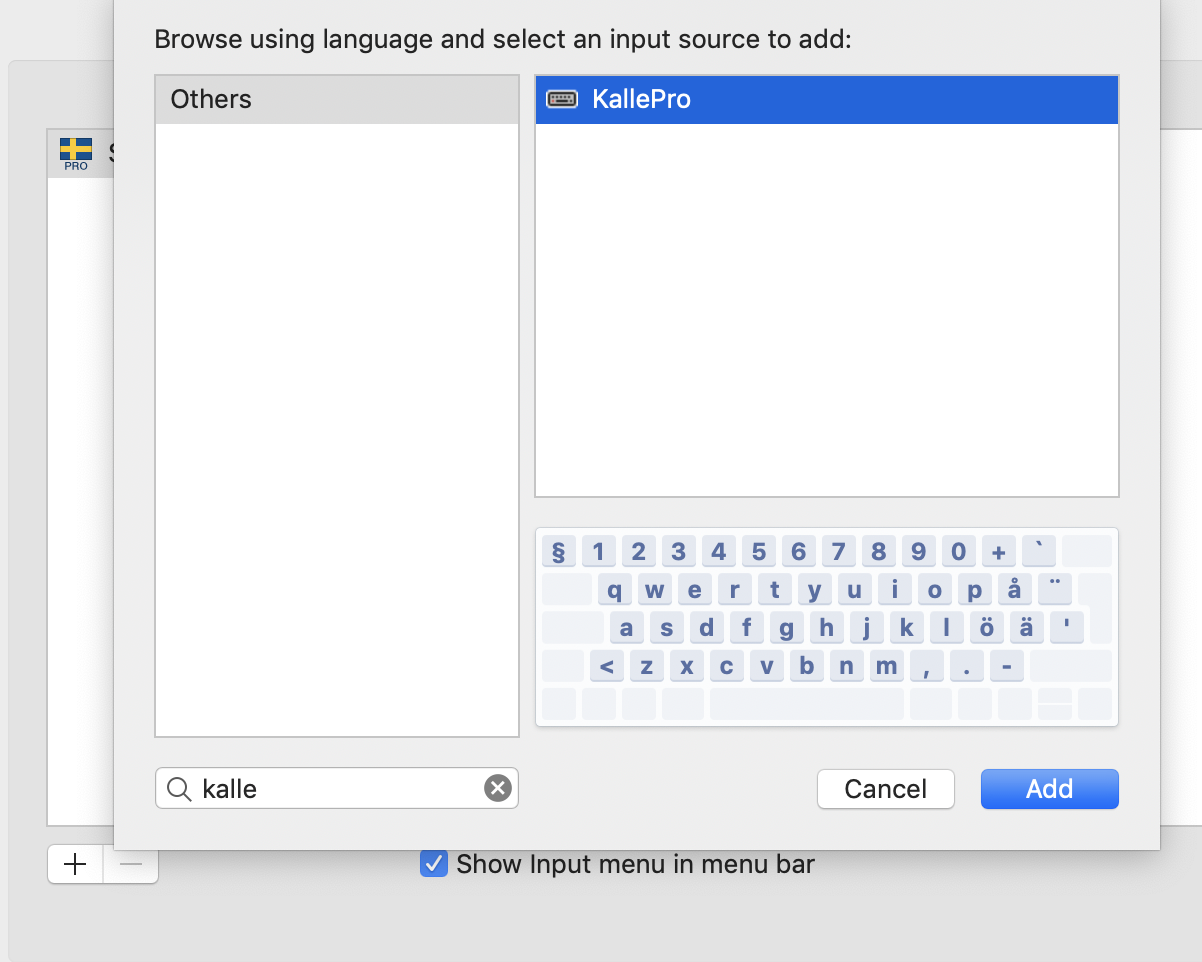 Browse using language and select an input source to add:
Others
KallePro
PRO
§ 1 2 3 4 5 6 7 8 9 0 + `
q w e r t y u i o p å ¨
a s d f g h j k l ö ä '
< z x c v b n m , . -
kalle
Cancel
Add
Show Input menu in menu bar